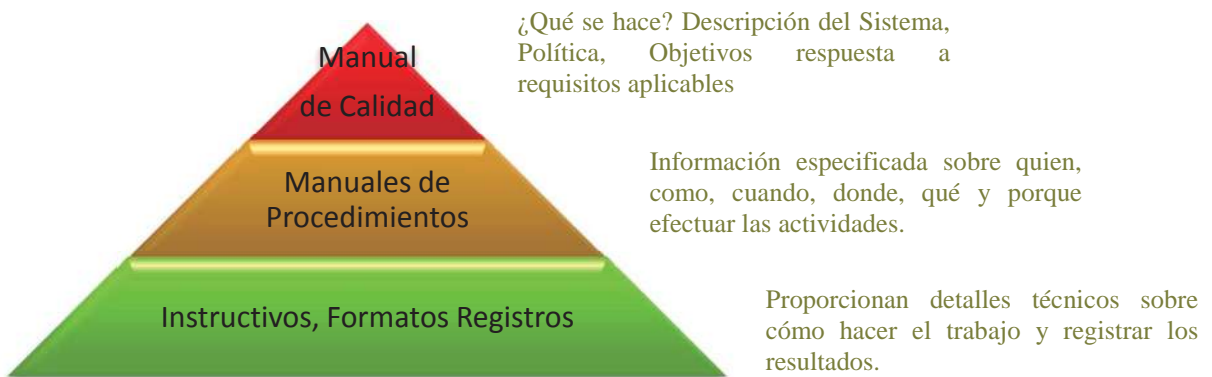 Manual
de Calidad
¿Qué se hace? Descripción del Sistema,
Política, Objetivos respuesta a
requisitos aplicables
Manuales de
Procedimientos
Información especificada sobre quien,
como, cuando, donde, qué y porque
efectuar las actividades.
Instructivos, Formatos Registros
Proporcionan detalles técnicos sobre
cómo hacer el trabajo y registrar los
resultados.